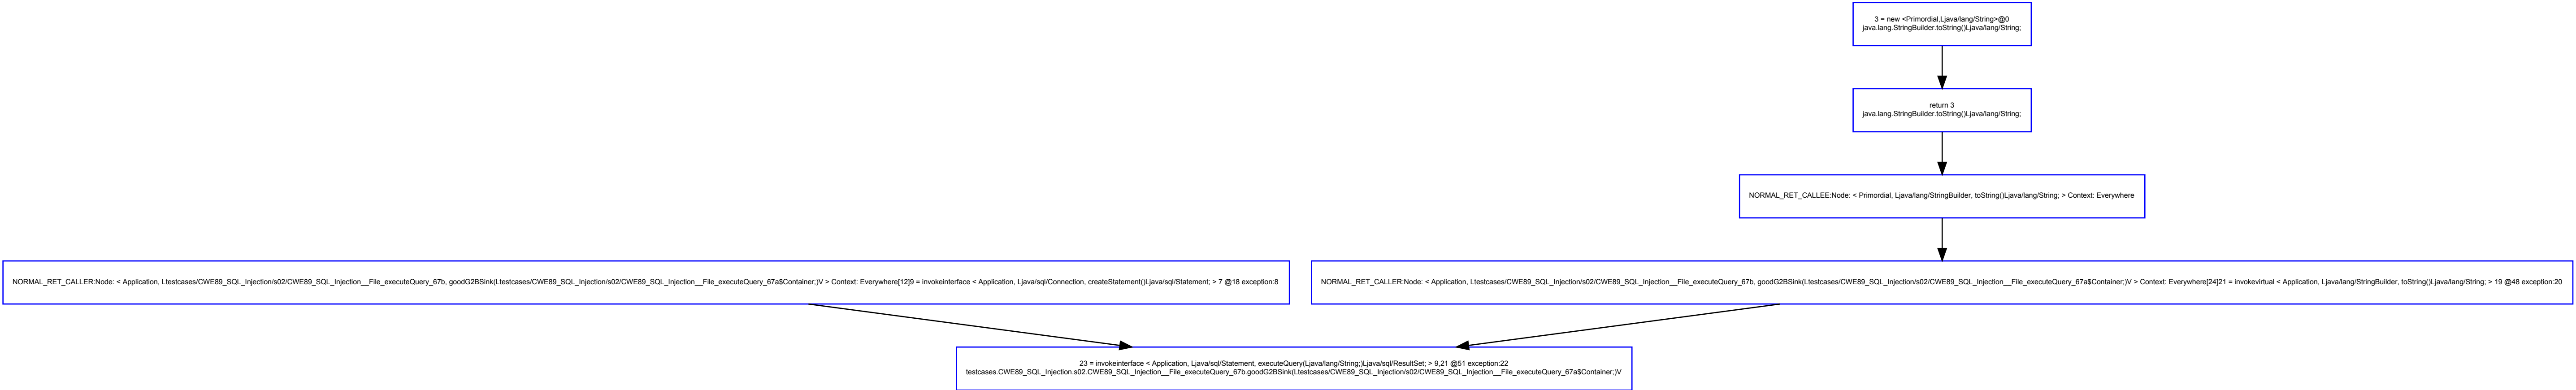 3 = new <Primordial,Ljava/lang/String>@0
java.lang.StringBuilder.toString()Ljava/lang/String;
return 3
java.lang.StringBuilder.toString()Ljava/lang/String;
NORMAL_RET_CALLEE:Node: < Primordial, Ljava/lang/StringBuilder, toString()Ljava/lang/String; > Context: Everywhere
NORMAL_RET_CALLER:Node: < Application, Ltestcases/CWE89_SQL_Injection/s02/CWE89_SQL_Injection__File_executeQuery_67b, goodG2BSink(Ltestcases/CWE89_SQL_Injection/s02/CWE89_SQL_Injection__File_executeQuery_67a$Container;)V > Context: Everywhere[12]9 = invokeinterface < Application, Ljava/sql/Connection, createStatement()Ljava/sql/Statement; > 7 @18 exception:8
NORMAL_RET_CALLER:Node: < Application, Ltestcases/CWE89_SQL_Injection/s02/CWE89_SQL_Injection__File_executeQuery_67b, goodG2BSink(Ltestcases/CWE89_SQL_Injection/s02/CWE89_SQL_Injection__File_executeQuery_67a$Container;)V > Context: Everywhere[24]21 = invokevirtual < Application, Ljava/lang/StringBuilder, toString()Ljava/lang/String; > 19 @48 exception:20
23 = invokeinterface < Application, Ljava/sql/Statement, executeQuery(Ljava/lang/String;)Ljava/sql/ResultSet; > 9,21 @51 exception:22
testcases.CWE89_SQL_Injection.s02.CWE89_SQL_Injection__File_executeQuery_67b.goodG2BSink(Ltestcases/CWE89_SQL_Injection/s02/CWE89_SQL_Injection__File_executeQuery_67a$Container;)V